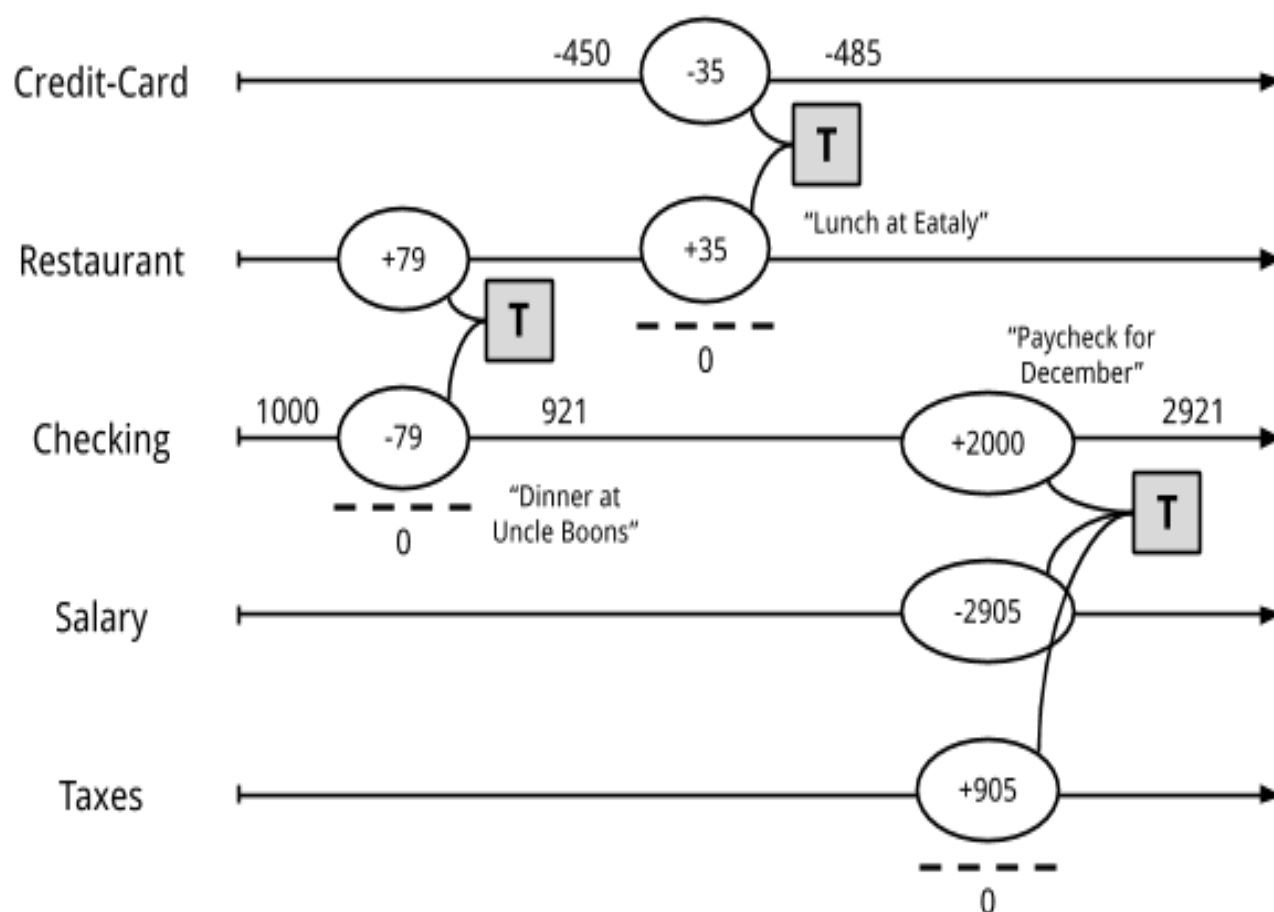 Credit-Card
-450
-35
-485
T
Restaurant
+79
+35
“Lunch at Eataly”
T
0
“Paycheck for
December”
Checking
1000
-79
921
+2000
2921
0
“Dinner at
Uncle Boons”
T
Salary
-2905
Taxes
+905
0